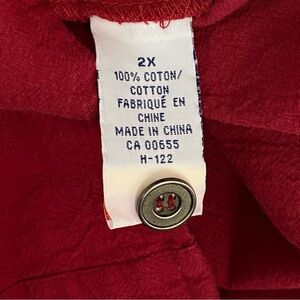 2X
100% COTON/
COTTON
FABRIQUÉ EN
CHINE
MADE IN CHINA
CA 00655
H-122